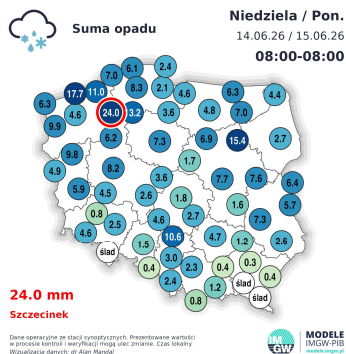 Suma opadu
Niedziela / Pon.
14.06.26 / 15.06.26
08:00-08:00
7.0 6.1 2.4
17.7 11.0 8.3 2.1 4.6 6.3 4.4
6.3 4.6 24.0 13.2 3.6 4.8 7.0
9.9 6.2 7.3 6.9 15.4 2.7
9.8 1.7
4.9 8.2 3.6 7.7 7.6 6.4
5.9 4.5 2.6 1.8 1.6 5.7
0.8 2.5 4.6 2.7 7.3
4.6 10.6 4.7 1.2 2.6
ślad 1.5 3.0 0.4 0.3
0.4 2.3 0.4
2.4 1.2 ślad
0.8 ślad
24.0 mm
Szczecinek
Dane operacyjne ze stacji synoptycznych. Prezentowane wartości
w procesie kontroli i weryfikacji mogą ulec zmianie. Czas lokalny.
Wizualizacja danych: dr Alan Mandal
IM
GW
MODELE
IMGW-PIB
modele.imgw.pl